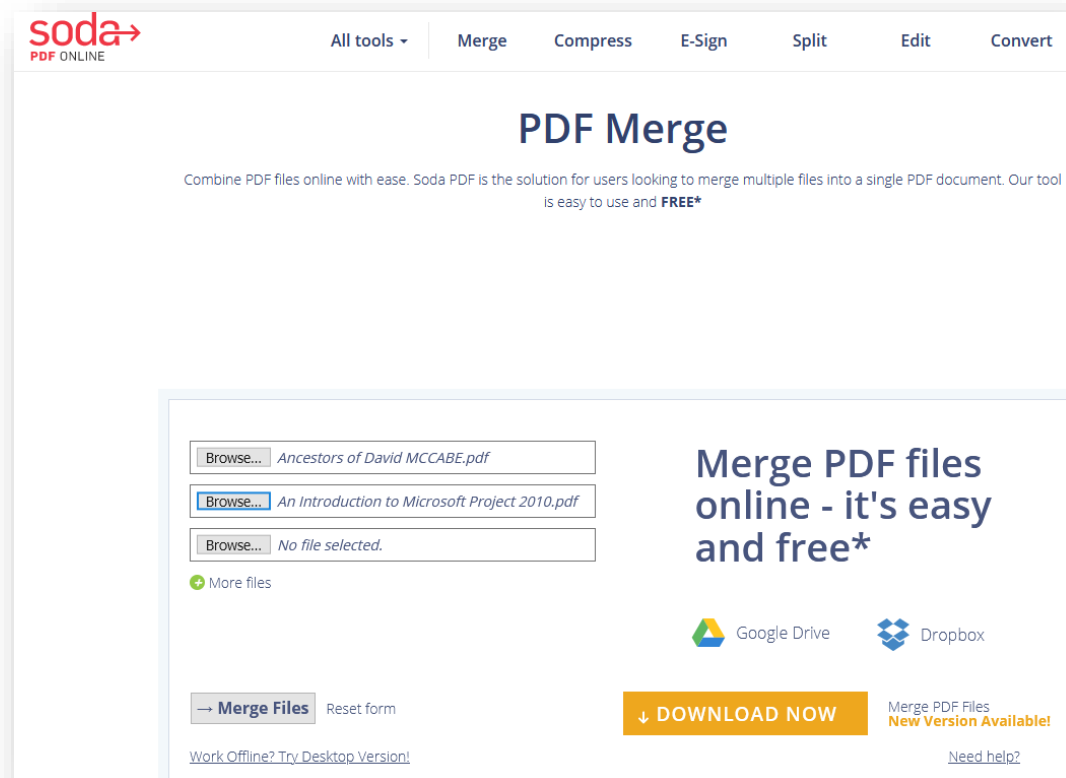 soda
PDF ONLINE
All tools Merge Compress E-Sign Split Edit Convert
PDF Merge
Combine PDF files online with ease. Soda PDF is the solution for users looking to merge multiple files into a single PDF document. Our tool
is easy to use and FREE*
Browse... Ancestors of David MCCABE.pdf
Browse... An Introduction to Microsoft Project 2010.pdf
Browse... No file selected.
More files
Merge PDF files
online - it's easy
and free*
Google Drive Dropbox
→ Merge Files Reset form
↓ DOWNLOAD NOW
Merge PDF Files
New Version Available!
Work Offline? Try Desktop Version!
Need help?